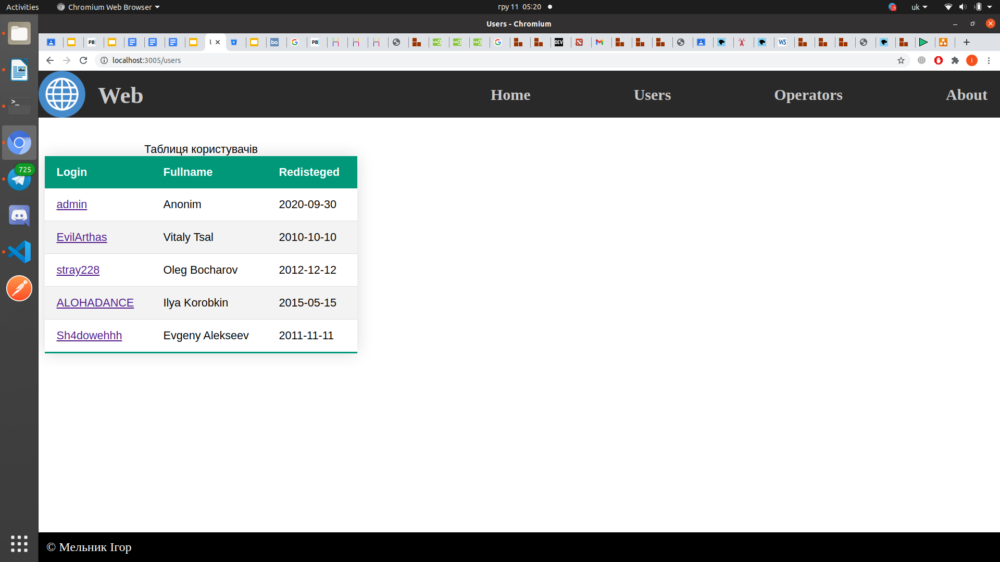 Activities
Chromium Web Browser
гру 11 05:20
uk
Users - Chromium
localhost:3005/users
Web
Home
Users
Operators
About
Таблиця користувачів
Login Fullname Redisteged
admin Anonim 2020-09-30
EvilArthas Vitaly Tsal 2010-10-10
stray228 Oleg Bocharov 2012-12-12
ALOHADANCE Ilya Korobkin 2015-05-15
Sh4dowehhh Evgeny Alekseev 2011-11-11
725
© Мельник Ігор